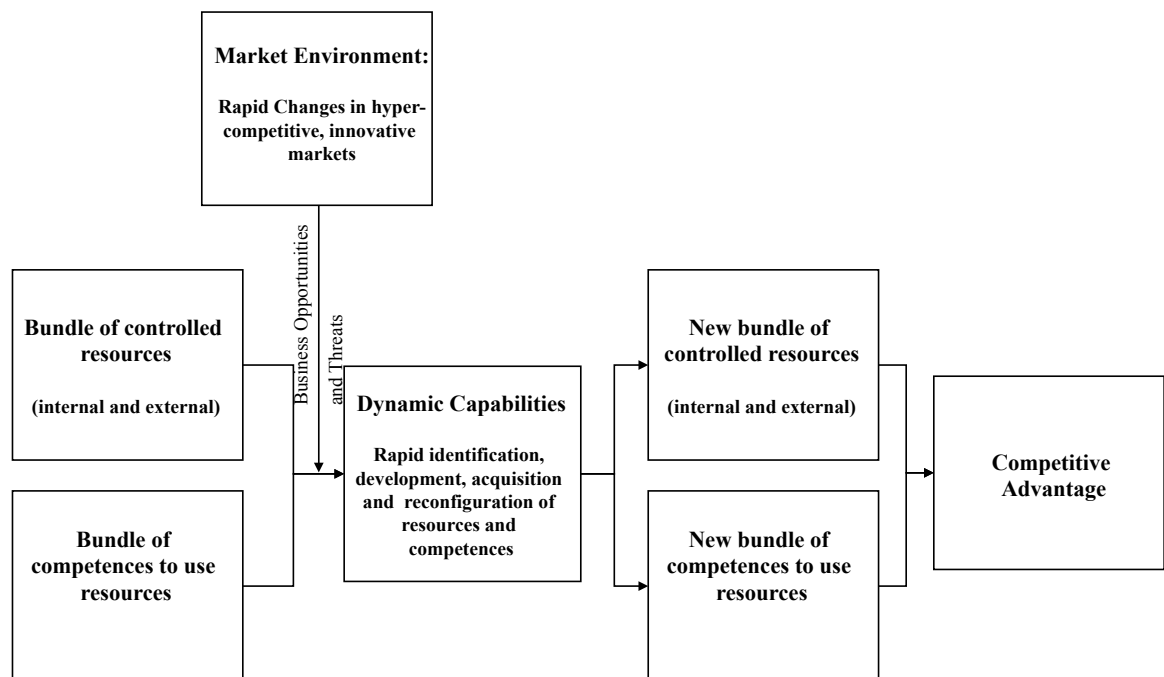 Market Environment:
Rapid Changes in hyper-
competitive, innovative
markets
Business Opportunities
and Threats
Bundle of controlled
resources
(internal and external)
Bundle of
competences to use
resources
Dynamic Capabilities
Rapid identification,
development, acquisition
and reconfiguration of
resources and
competences
New bundle of
controlled resources
(internal and external)
New bundle of
competences to use
resources
Competitive
Advantage